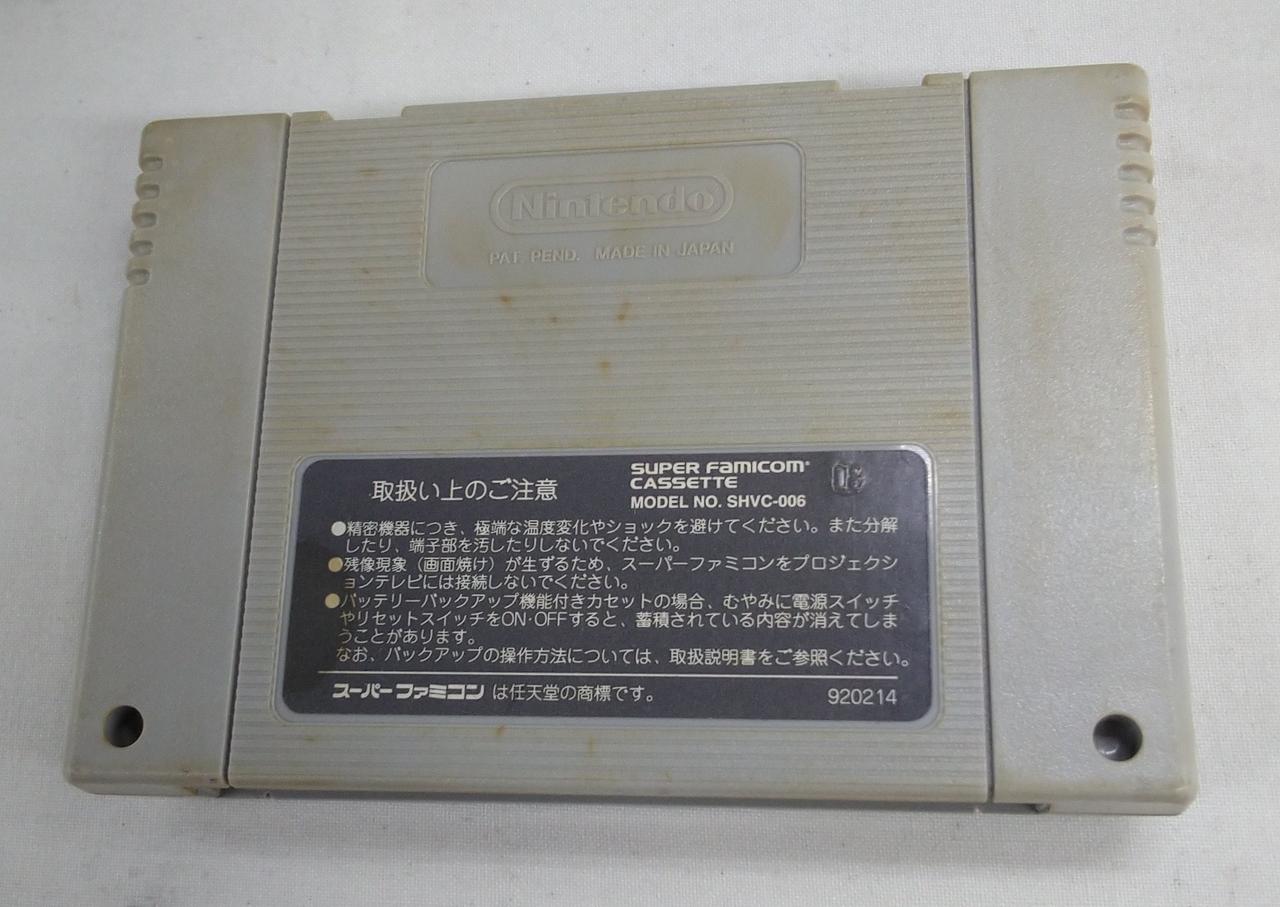 Nintendo
PAT. PEND. MADE IN JAPAN
取扱い上のご注意
SUPER FAMICOM
CASSETTE
MODEL NO. SHVC-006
●精密機器につき、極端な温度変化やショックを避けてください。また分解
したり、端子部を汚したりしないでください。
●残像現象（画面焼け）が生ずるため、スーパーファミコンをプロジェクシ
ョンテレビには接続しないでください。
●バッテリーバックアップ機能付きカセットの場合、むやみに電源スイッチ
やリセットスイッチをON·OFFすると、蓄積されている内容が消えてしま
うことがあります。
なお、バックアップの操作方法については、取扱説明書をご参照ください。
スーパーファミコン は任天堂の商標です。
920214